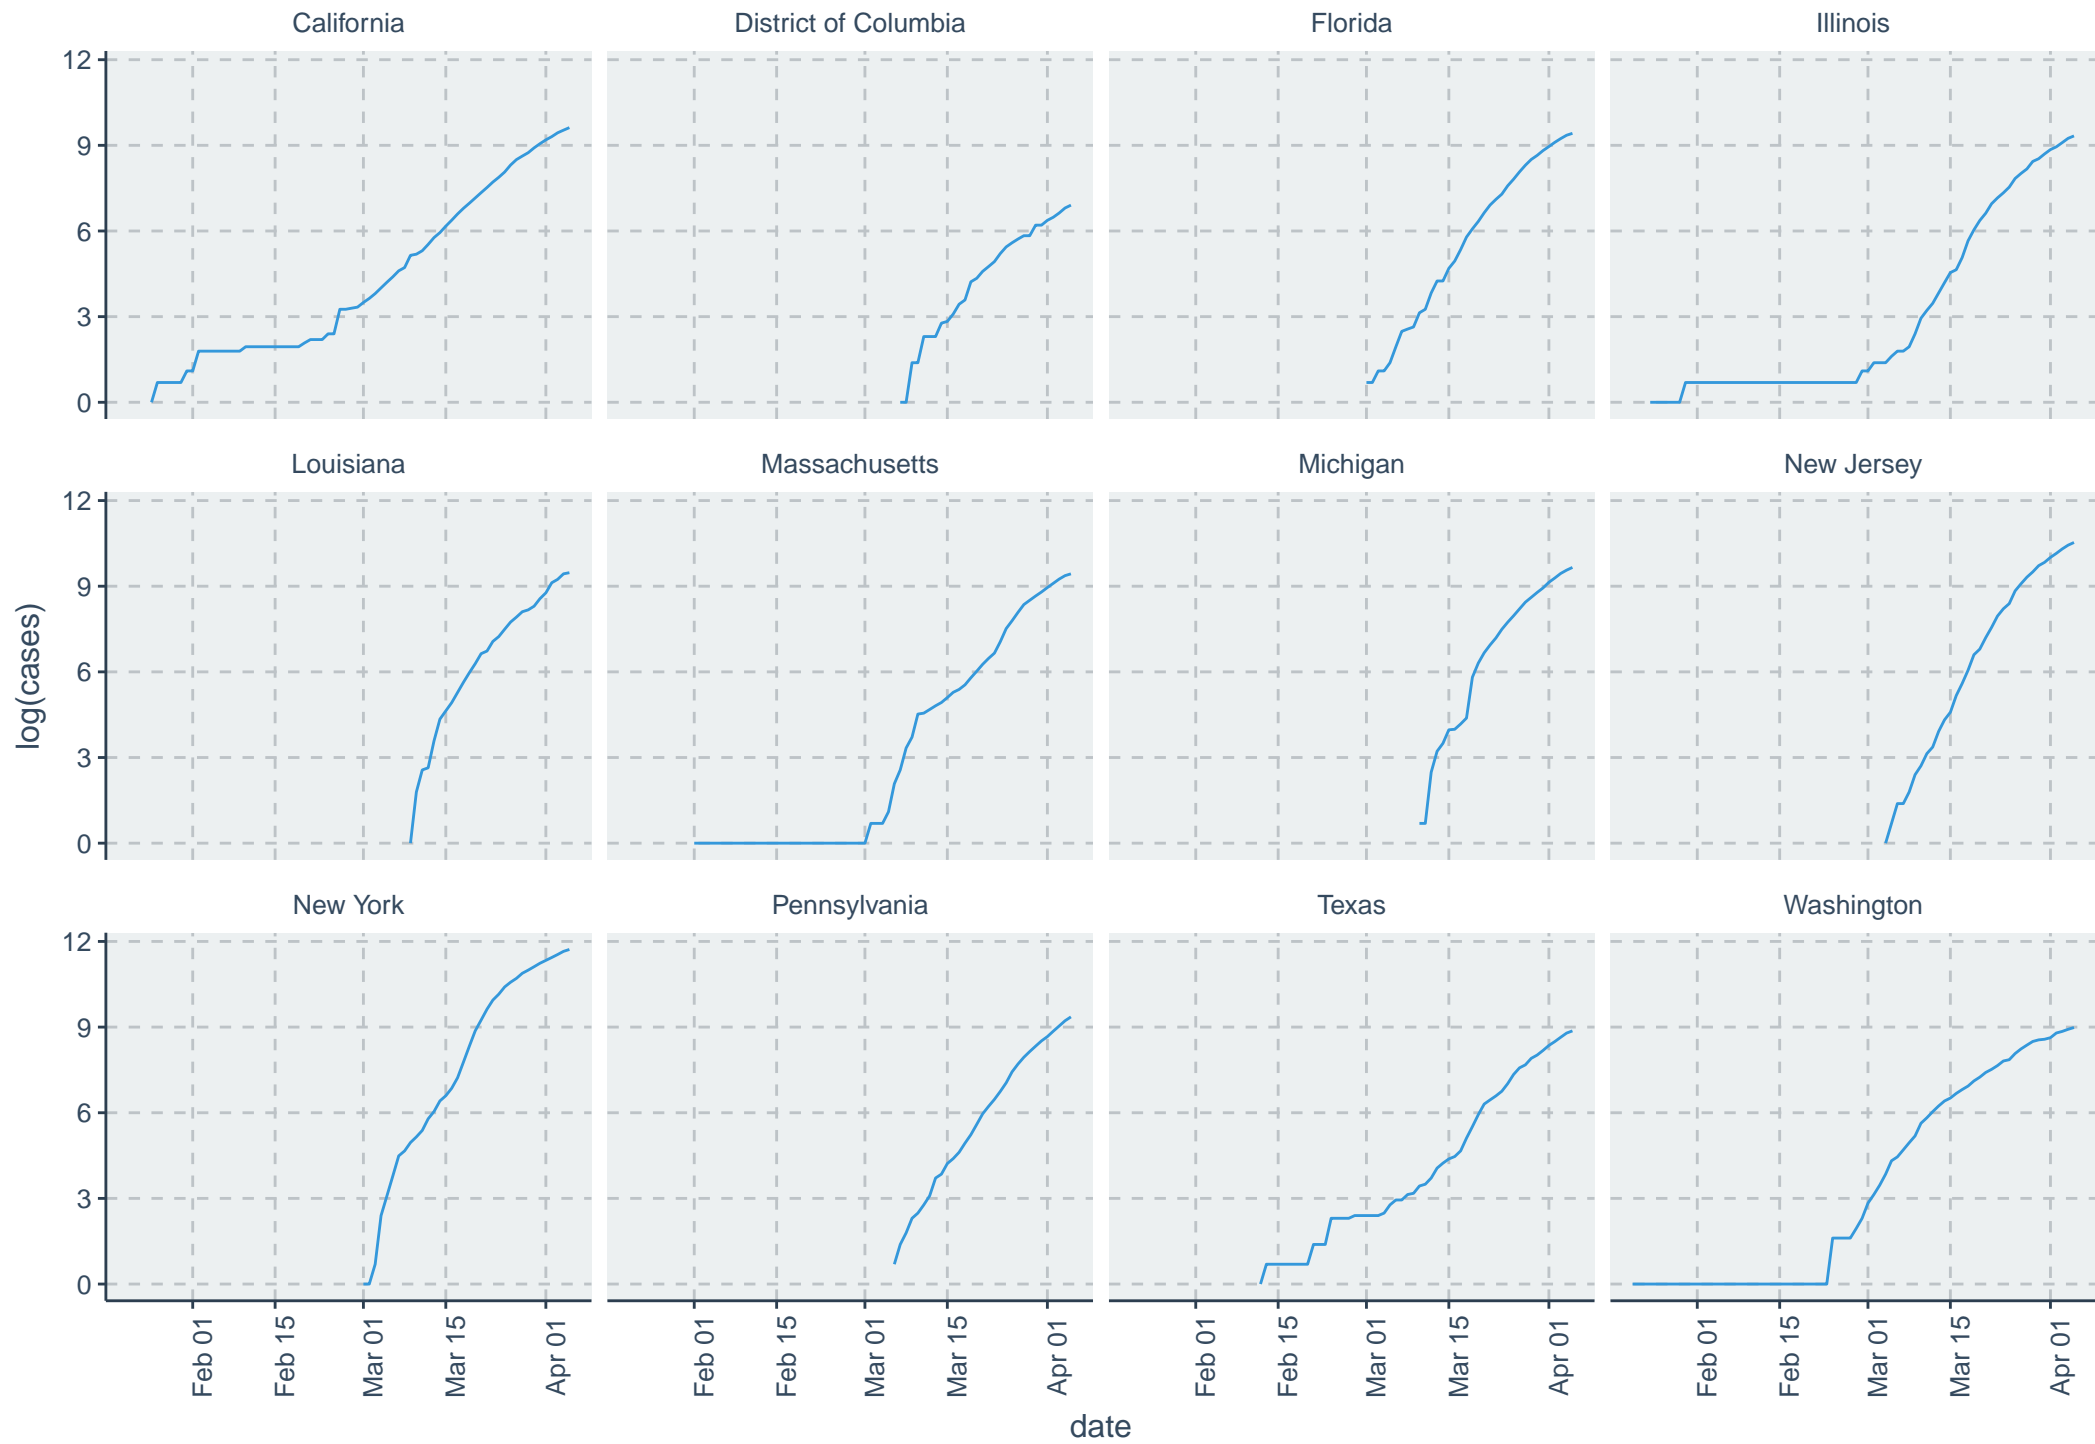 California
District of Columbia
Florida
Illinois
12
9
6
3
0
Louisiana
Massachusetts
Michigan
New Jersey
12
9
6
3
0
New York
Pennsylvania
Texas
Washington
12
9
6
3
0
log(cases)
Feb 01
Feb 15
Mar 01
Mar 15
Apr 01
Feb 01
Feb 15
Mar 01
Mar 15
Apr 01
Feb 01
Feb 15
Mar 01
Mar 15
Apr 01
Feb 01
Feb 15
Mar 01
Mar 15
Apr 01
date